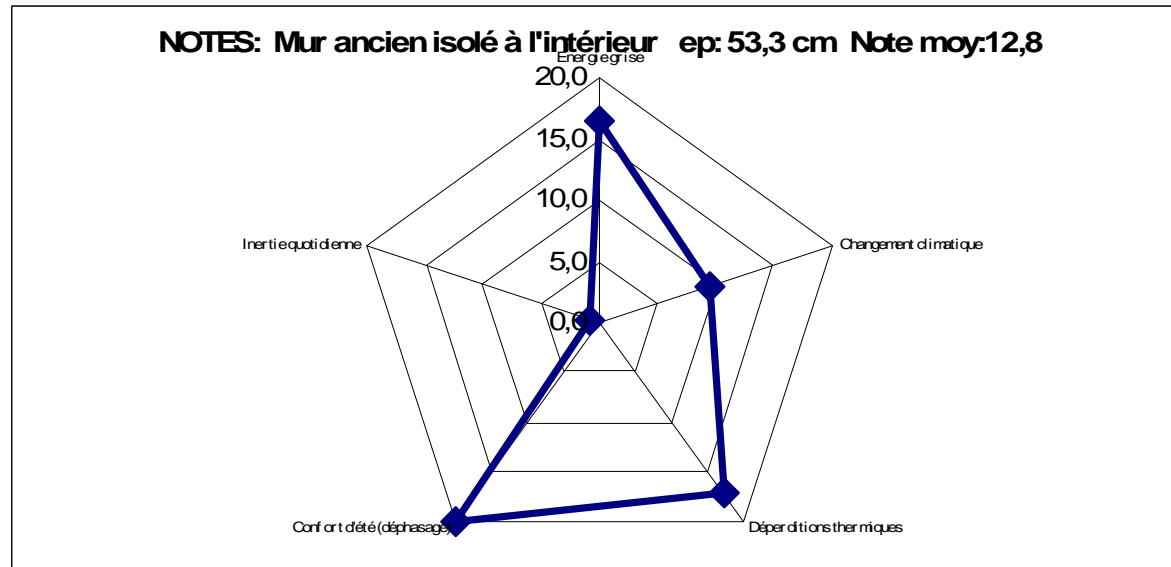 NOTES: Mur ancien isolé à l'intérieur ep: 53,3 cm Note moy:12,8
Energie grise
20,0
15,0
10,0
5,0
0,0
Inertie quotidienne
Changement climatique
Confort d'été (déphasage)
Déperditions thermiques